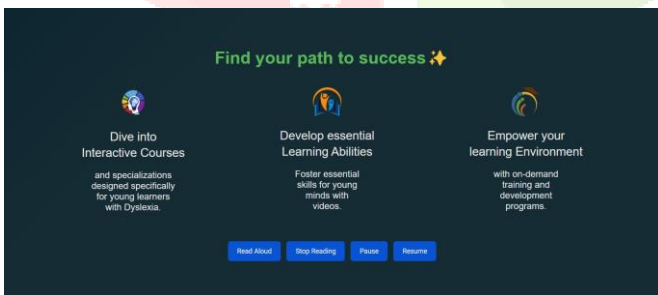 Find your path to success✨
Dive into
Interactive Courses
and specializations
designed specifically
for young learners
with Dyslexia.
Develop essential
Learning Abilities
Foster essential
skills for young
minds with
videos.
Empower your
learning Environment
with on-demand
training and
development
programs.
Read Aloud
Stop Reading
Pause
Resume